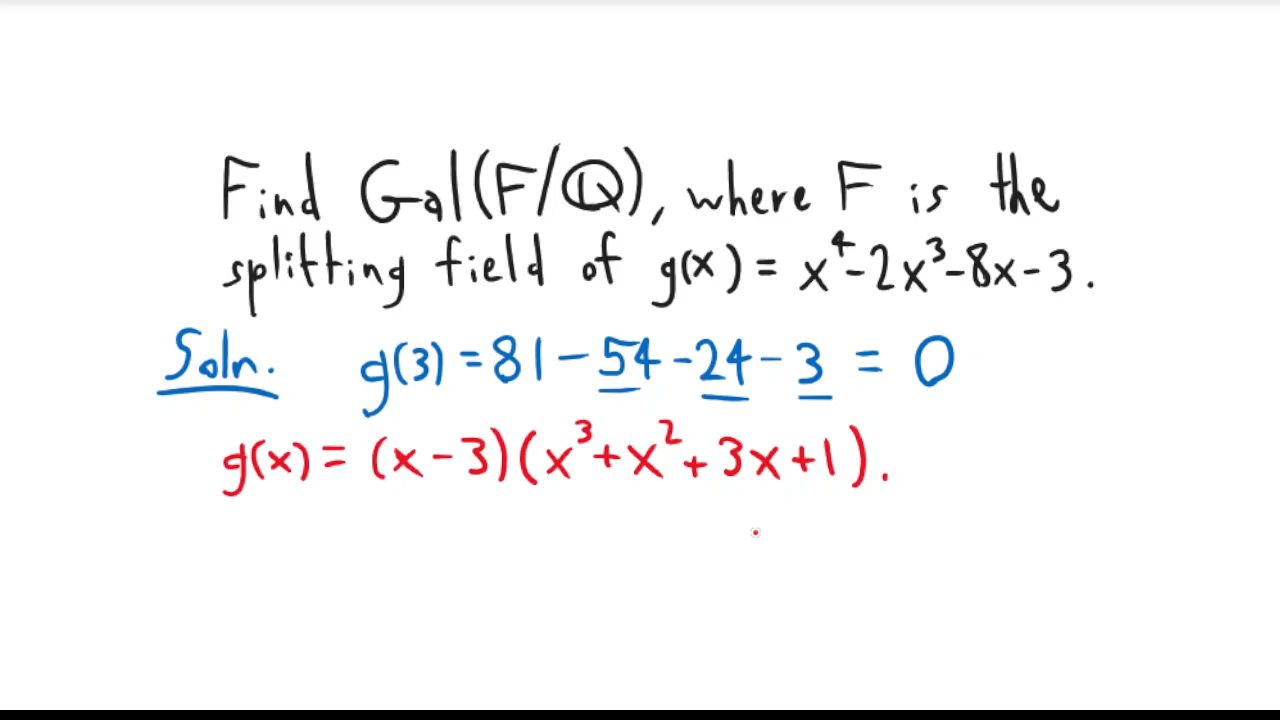 Find Gal(F/ℚ), where F is the
splitting field of g(x) = x⁴-2x³-8x-3.
Soln. g(3) = 81 - 54 - 24 - 3 = 0
g(x) = (x-3)(x³+x²+3x+1).